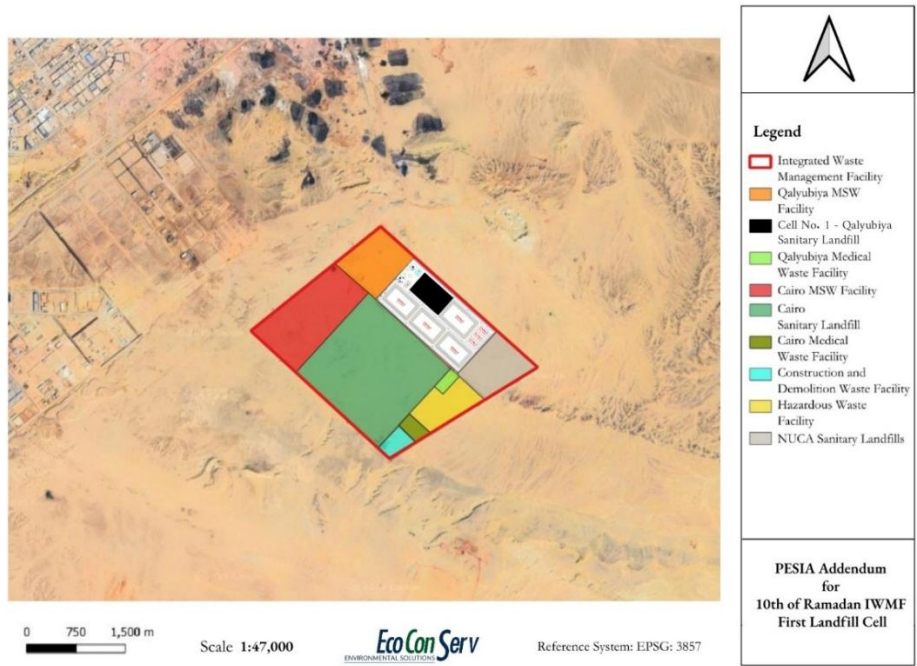 Legend
Integrated Waste
Management Facility
Qalyubiya MSW
Facility
Cell No. 1 - Qalyubiya
Sanitary Landfill
Qalyubiya Medical
Waste Facility
Cairo MSW Facility
Cairo
Sanitary Landfill
Cairo Medical
Waste Facility
Construction and
Demolition Waste Facility
Hazardous Waste
Facility
NUCA Sanitary Landfills
PESIA Addendum
for
10th of Ramadan IWMF
First Landfill Cell
0 750 1,500 m
Scale 1:47,000
EcoConServ
ENVIRONMENTAL SOLUTIONS
Reference System: EPSG: 3857